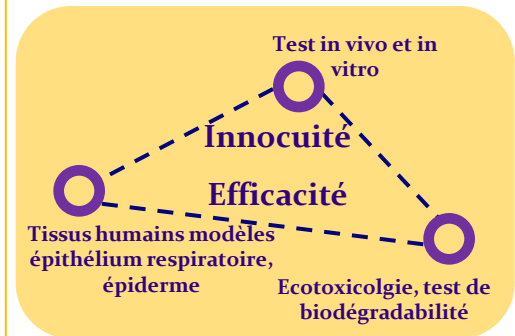 Test in vivo et in
vitro
Innocuité
Efficacité
Tissus humains modèles
épithélium respiratoire,
épiderme
Ecotoxicolgie, test de
biodégradabilité